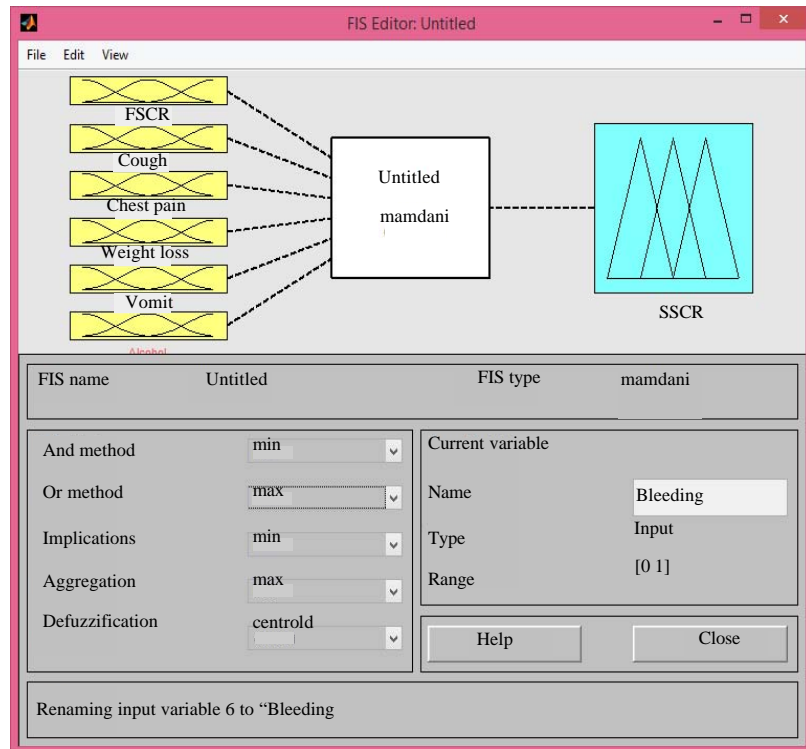 FIS Editor: Untitled
File Edit View
FSCR
Cough
Chest pain
Weight loss
Vomit
Alcohol
Untitled
mamdani
SSCR
FIS name Untitled FIS type mamdani
And method min
Or method max
Implications min
Aggregation max
Defuzzification centrold
Current variable
Name Bleeding
Type Input
Range [0 1]
Help Close
Renaming input variable 6 to “Bleeding